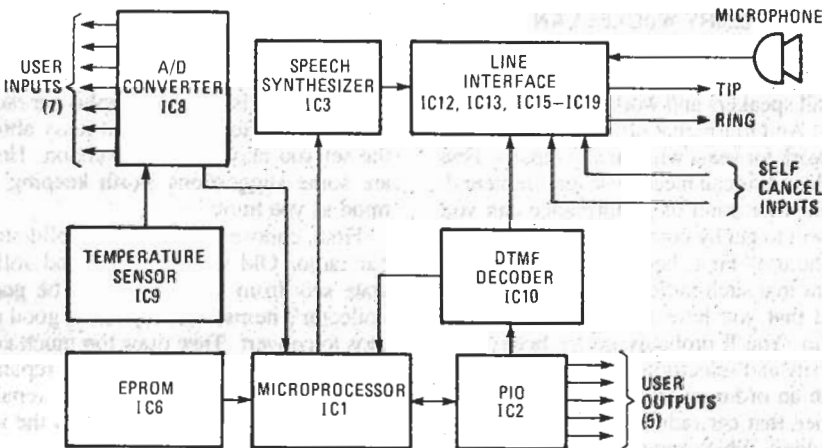 MICROPHONE
USER
INPUTS
(7)
A/D
CONVERTER
IC8
SPEECH
SYNTHESIZER
IC3
LINE
INTERFACE
IC12, IC13, IC15–IC19
TIP
RING
SELF
CANCEL
INPUTS
TEMPERATURE
SENSOR
IC9
DTMF
DECODER
IC10
EPROM
IC6
MICROPROCESSOR
IC1
PIO
IC2
USER
OUTPUTS
(5)